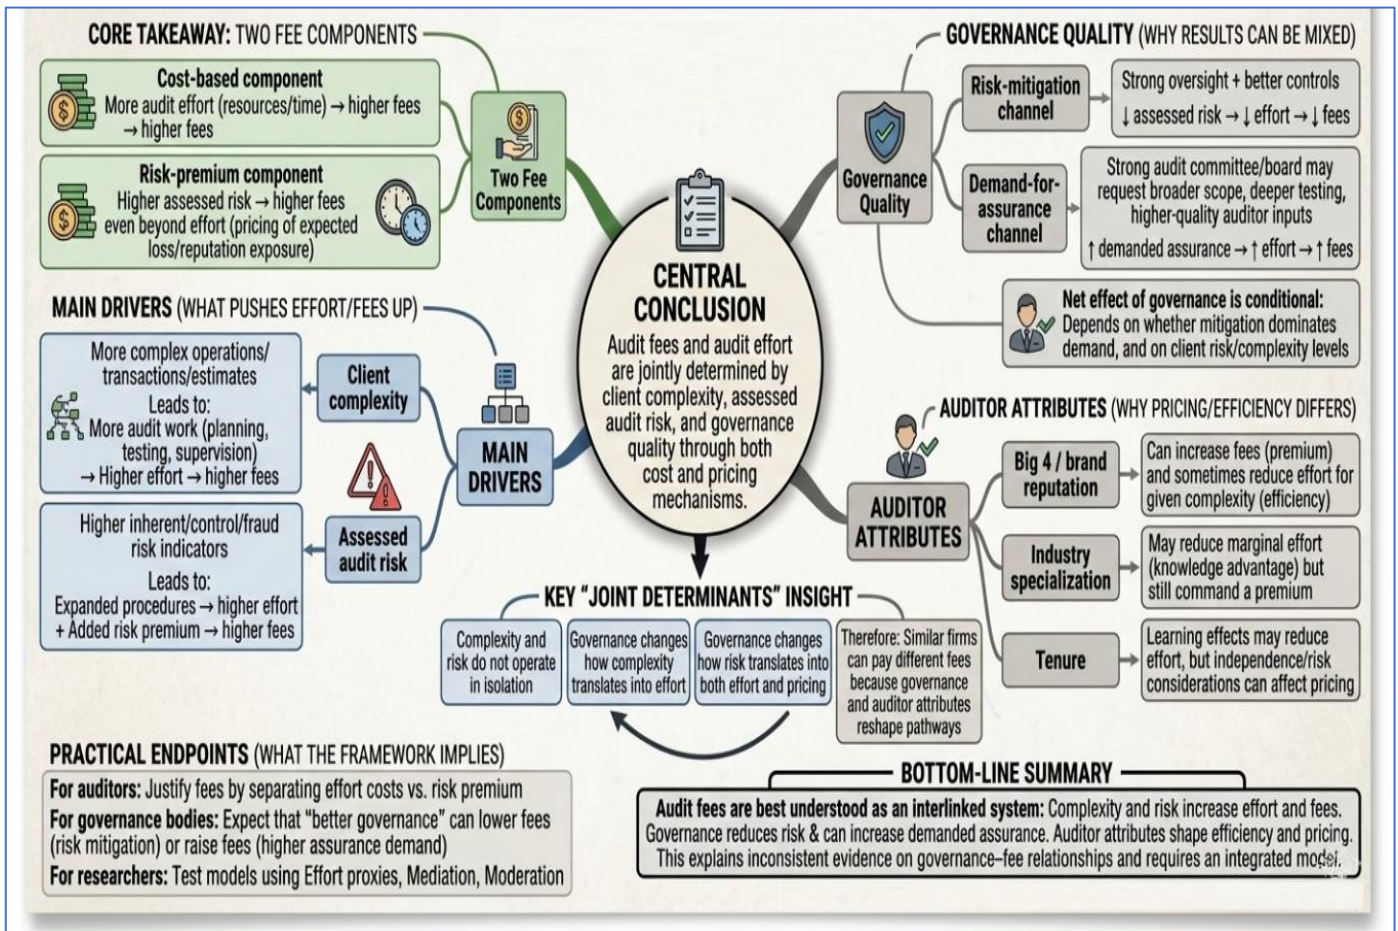 CORE TAKEAWAY: TWO FEE COMPONENTS
Cost-based component
More audit effort (resources/time) → higher fees
→ higher fees
Risk-premium component
Higher assessed risk → higher fees
even beyond effort (pricing of expected
loss/reputation exposure)
Two Fee
Components
MAIN DRIVERS (WHAT PUSHES EFFORT/FEES UP)
More complex operations/
transactions/estimates
Leads to:
More audit work (planning,
testing, supervision)
→ Higher effort → higher fees
Client
complexity
Higher inherent/control/fraud
risk indicators
Leads to:
Expanded procedures → higher effort
+ Added risk premium → higher fees
Assessed
audit risk
MAIN
DRIVERS
CENTRAL
CONCLUSION
Audit fees and audit effort
are jointly determined by
client complexity, assessed
audit risk, and governance
quality through both
cost and pricing
mechanisms.
GOVERNANCE QUALITY (WHY RESULTS CAN BE MIXED)
Governance
Quality
Risk-mitigation
channel
Strong oversight + better controls
↓ assessed risk → ↓ effort → ↓ fees
Demand-for-
assurance
channel
Strong audit committee/board may
request broader scope, deeper testing,
higher-quality auditor inputs
↑ demanded assurance → ↑ effort → ↑ fees
Net effect of governance is conditional:
Depends on whether mitigation dominates
demand, and on client risk/complexity levels
AUDITOR ATTRIBUTES (WHY PRICING/EFFICIENCY DIFFERS)
AUDITOR
ATTRIBUTES
Big 4 / brand
reputation
Can increase fees (premium)
and sometimes reduce effort for
given complexity (efficiency)
Industry
specialization
May reduce marginal effort
(knowledge advantage) but
still command a premium
Tenure
Learning effects may reduce
effort, but independence/risk
considerations can affect pricing
KEY "JOINT DETERMINANTS" INSIGHT
Complexity and
risk do not operate
in isolation
Governance changes
how complexity
translates into effort
Governance changes
how risk translates into
both effort and pricing
Therefore: Similar firms
can pay different fees
because governance
and auditor attributes
reshape pathways
PRACTICAL ENDPOINTS (WHAT THE FRAMEWORK IMPLIES)
For auditors: Justify fees by separating effort costs vs. risk premium
For governance bodies: Expect that "better governance" can lower fees
(risk mitigation) or raise fees (higher assurance demand)
For researchers: Test models using Effort proxies, Mediation, Moderation
BOTTOM-LINE SUMMARY
Audit fees are best understood as an interlinked system: Complexity and risk increase effort and fees.
Governance reduces risk & can increase demanded assurance. Auditor attributes shape efficiency and pricing.
This explains inconsistent evidence on governance–fee relationships and requires an integrated model.